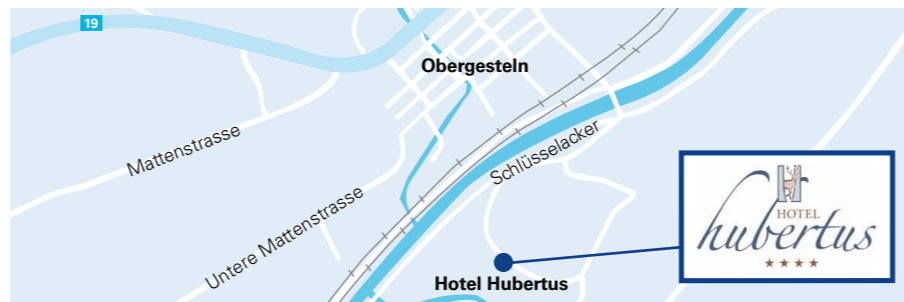 19
Obergesteln
Mattenstrasse
Schlüsselacker
Untere Mattenstrasse
HOTEL
hubertus
★★★★
Hotel Hubertus